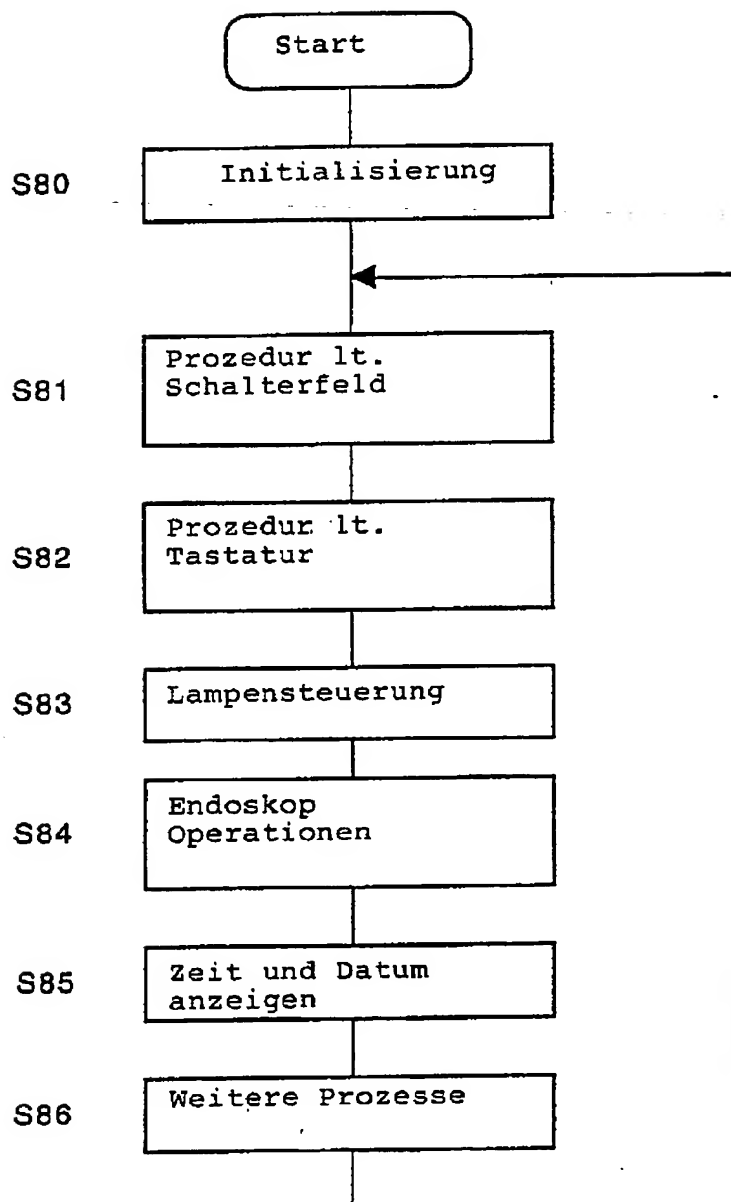 Start
S80
Initialisierung
S81
Prozedur lt.
Schalterfeld
S82
Prozedur lt.
Tastatur
S83
Lampensteuerung
S84
Endoskop
Operationen
S85
Zeit und Datum
anzeigen
S86
Weitere Prozesse